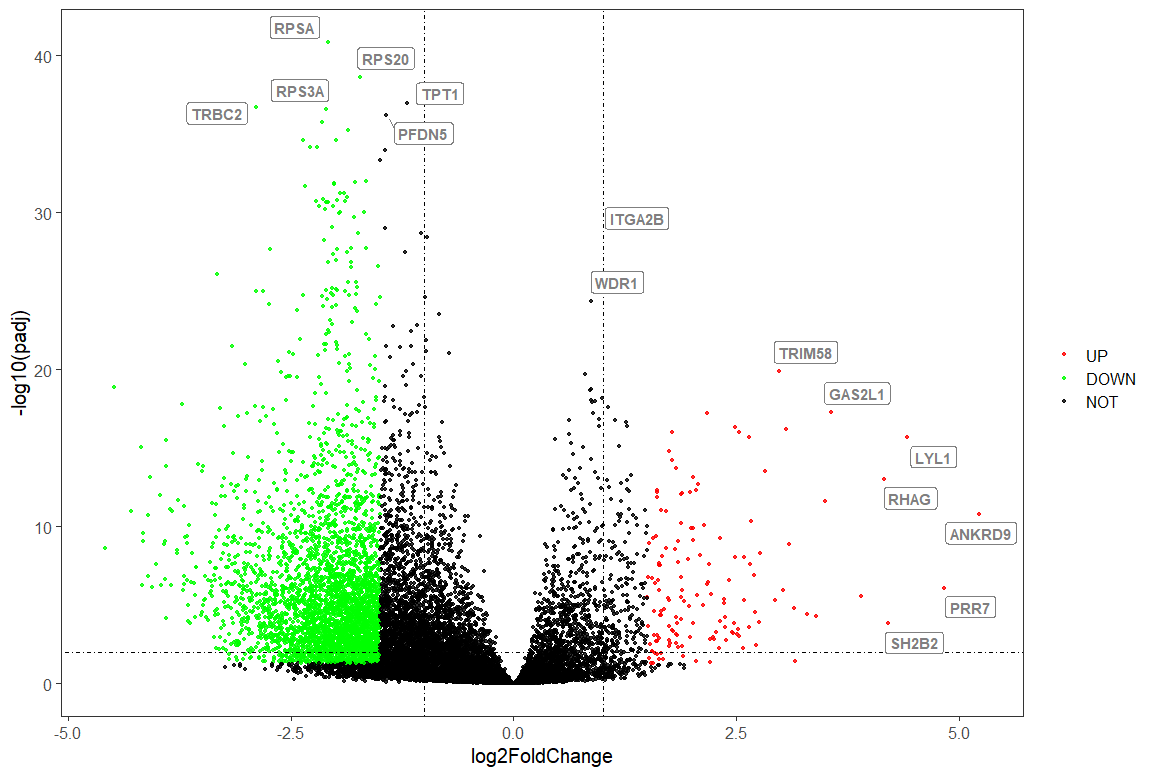 RPSA
40
RPS20
RPS3A
TPT1
TRBC2
PFDN5
30
ITGA2B
WDR1
TRIM58
20
GAS2L1
LYL1
RHAG
10
ANKRD9
PRR7
SH2B2
0
-log10(padj)
UP
DOWN
NOT
-5.0
-2.5
0.0
2.5
5.0
log2FoldChange